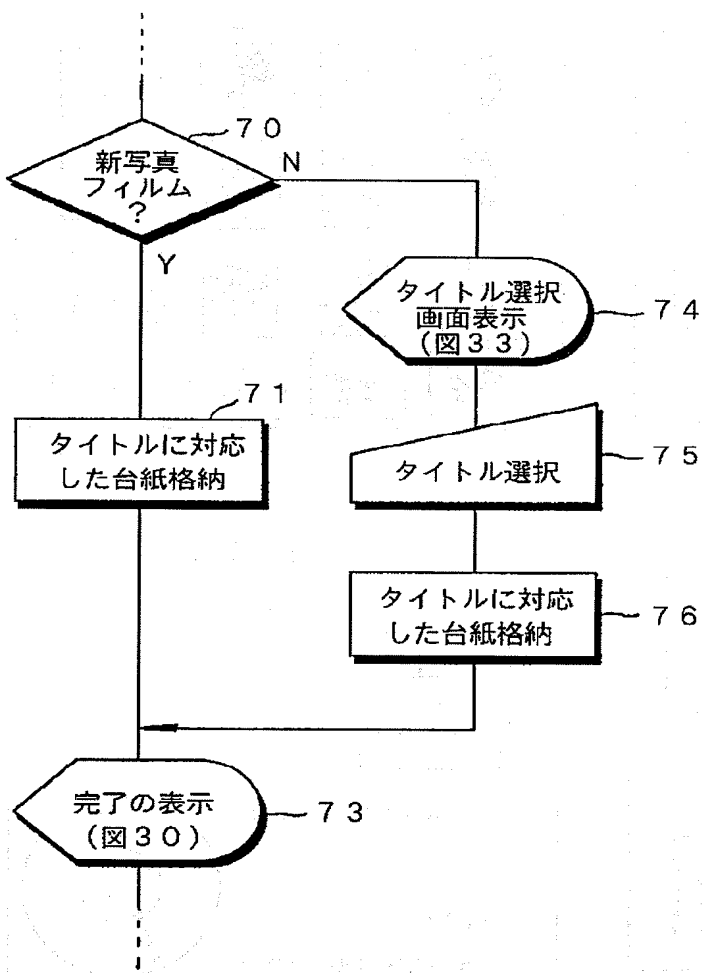 ７０
新写真
フィルム
？
N
Y
タイトル選択
画面表示
(図３３)
７４
７１
タイトルに対応
した台紙格納
タイトル選択
７５
タイトルに対応
した台紙格納
７６
完了の表示
(図３０)
７３